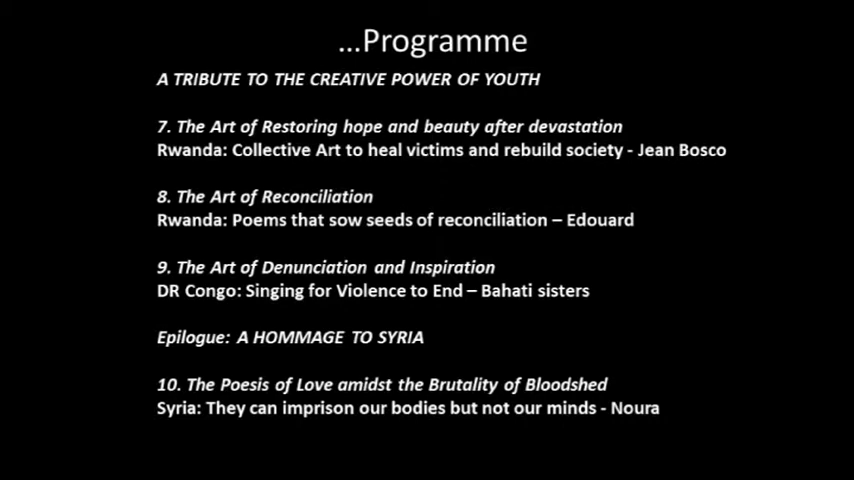 ...Programme
A TRIBUTE TO THE CREATIVE POWER OF YOUTH
7. The Art of Restoring hope and beauty after devastation
Rwanda: Collective Art to heal victims and rebuild society - Jean Bosco
8. The Art of Reconciliation
Rwanda: Poems that sow seeds of reconciliation – Edouard
9. The Art of Denunciation and Inspiration
DR Congo: Singing for Violence to End – Bahati sisters
Epilogue: A HOMMAGE TO SYRIA
10. The Poesis of Love amidst the Brutality of Bloodshed
Syria: They can imprison our bodies but not our minds - Noura